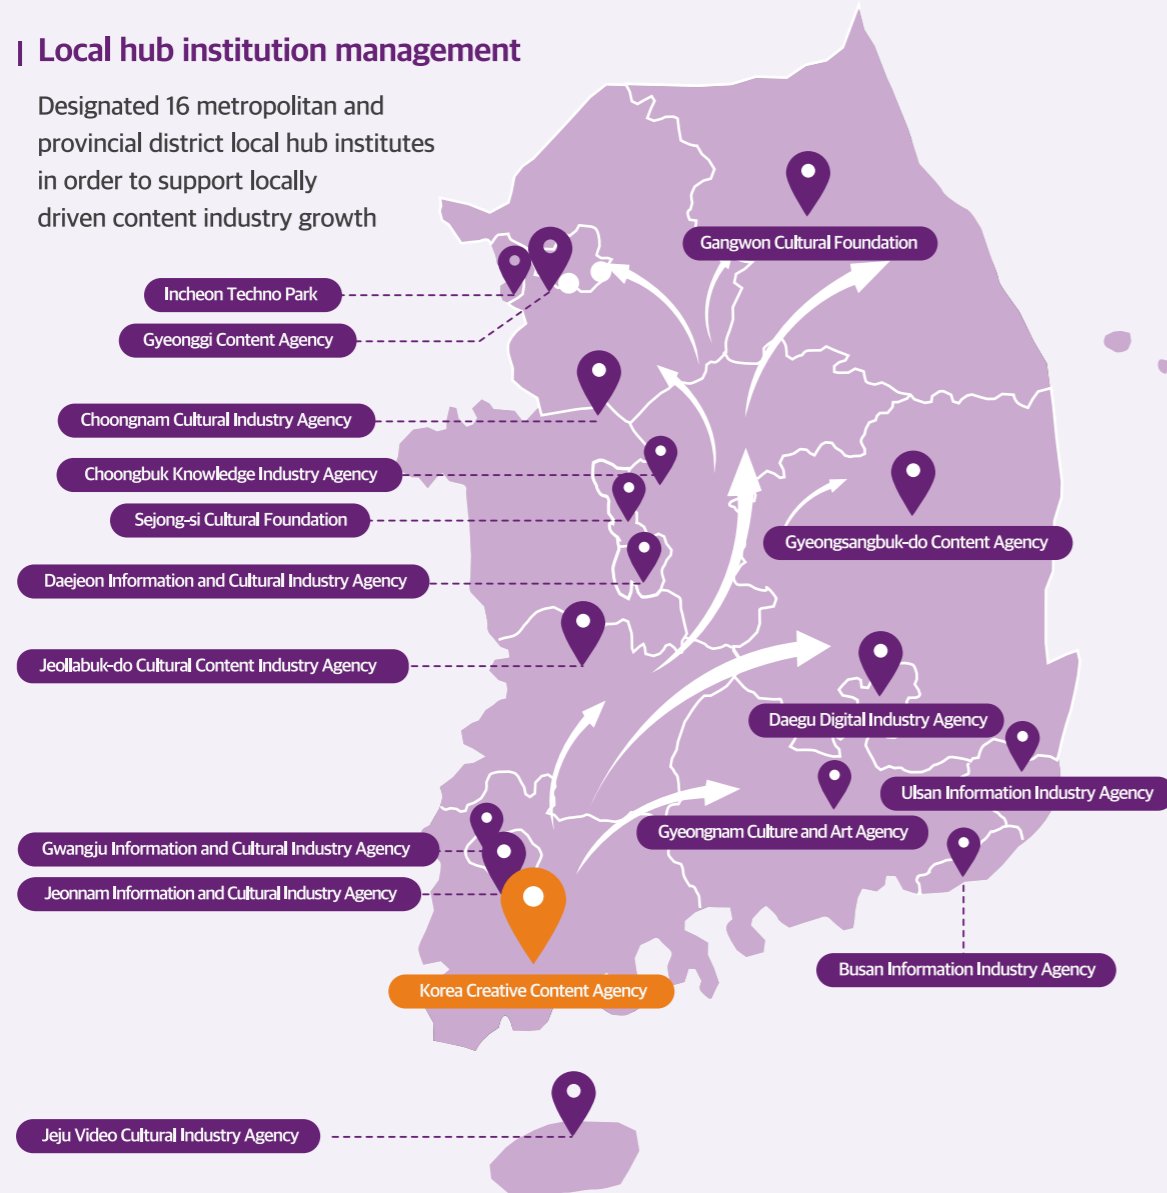 Local hub institution management
Designated 16 metropolitan and
provincial district local hub institutes
in order to support locally
driven content industry growth
Gangwon Cultural Foundation
Incheon Techno Park
Gyeonggi Content Agency
Choongnam Cultural Industry Agency
Choongbuk Knowledge Industry Agency
Sejong-si Cultural Foundation
Gyeongsangbuk-do Content Agency
Daejeon Information and Cultural Industry Agency
Jeollabuk-do Cultural Content Industry Agency
Daegu Digital Industry Agency
Ulsan Information Industry Agency
Gyeongnam Culture and Art Agency
Gwangju Information and Cultural Industry Agency
Jeonnam Information and Cultural Industry Agency
Busan Information Industry Agency
Korea Creative Content Agency
Jeju Video Cultural Industry Agency